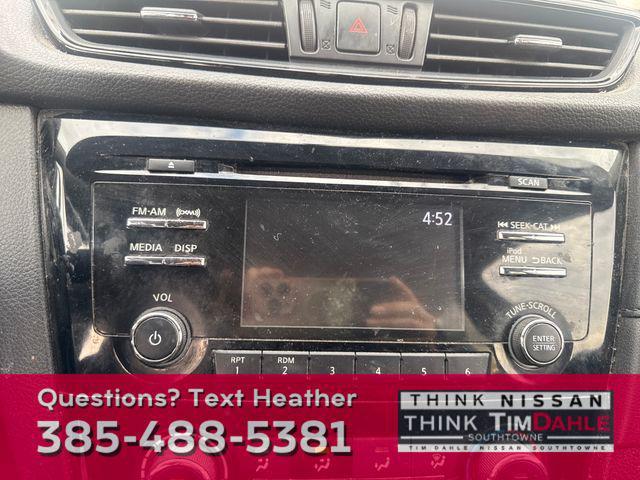 SCAN
FM-AM ((SXM))
4:52
SEEK-CAT
MEDIA DISP
iPod
MENU BACK
VOL
TUNE-SCROLL
ENTER
SETTING
RPT RDM
1 2 3 4 5 6
Questions? Text Heather
385-488-5381
THINK NISSAN
THINK TIMDAHLE
SOUTHTOWNE
TIM DAHLE NISSAN SOUTHTOWNE